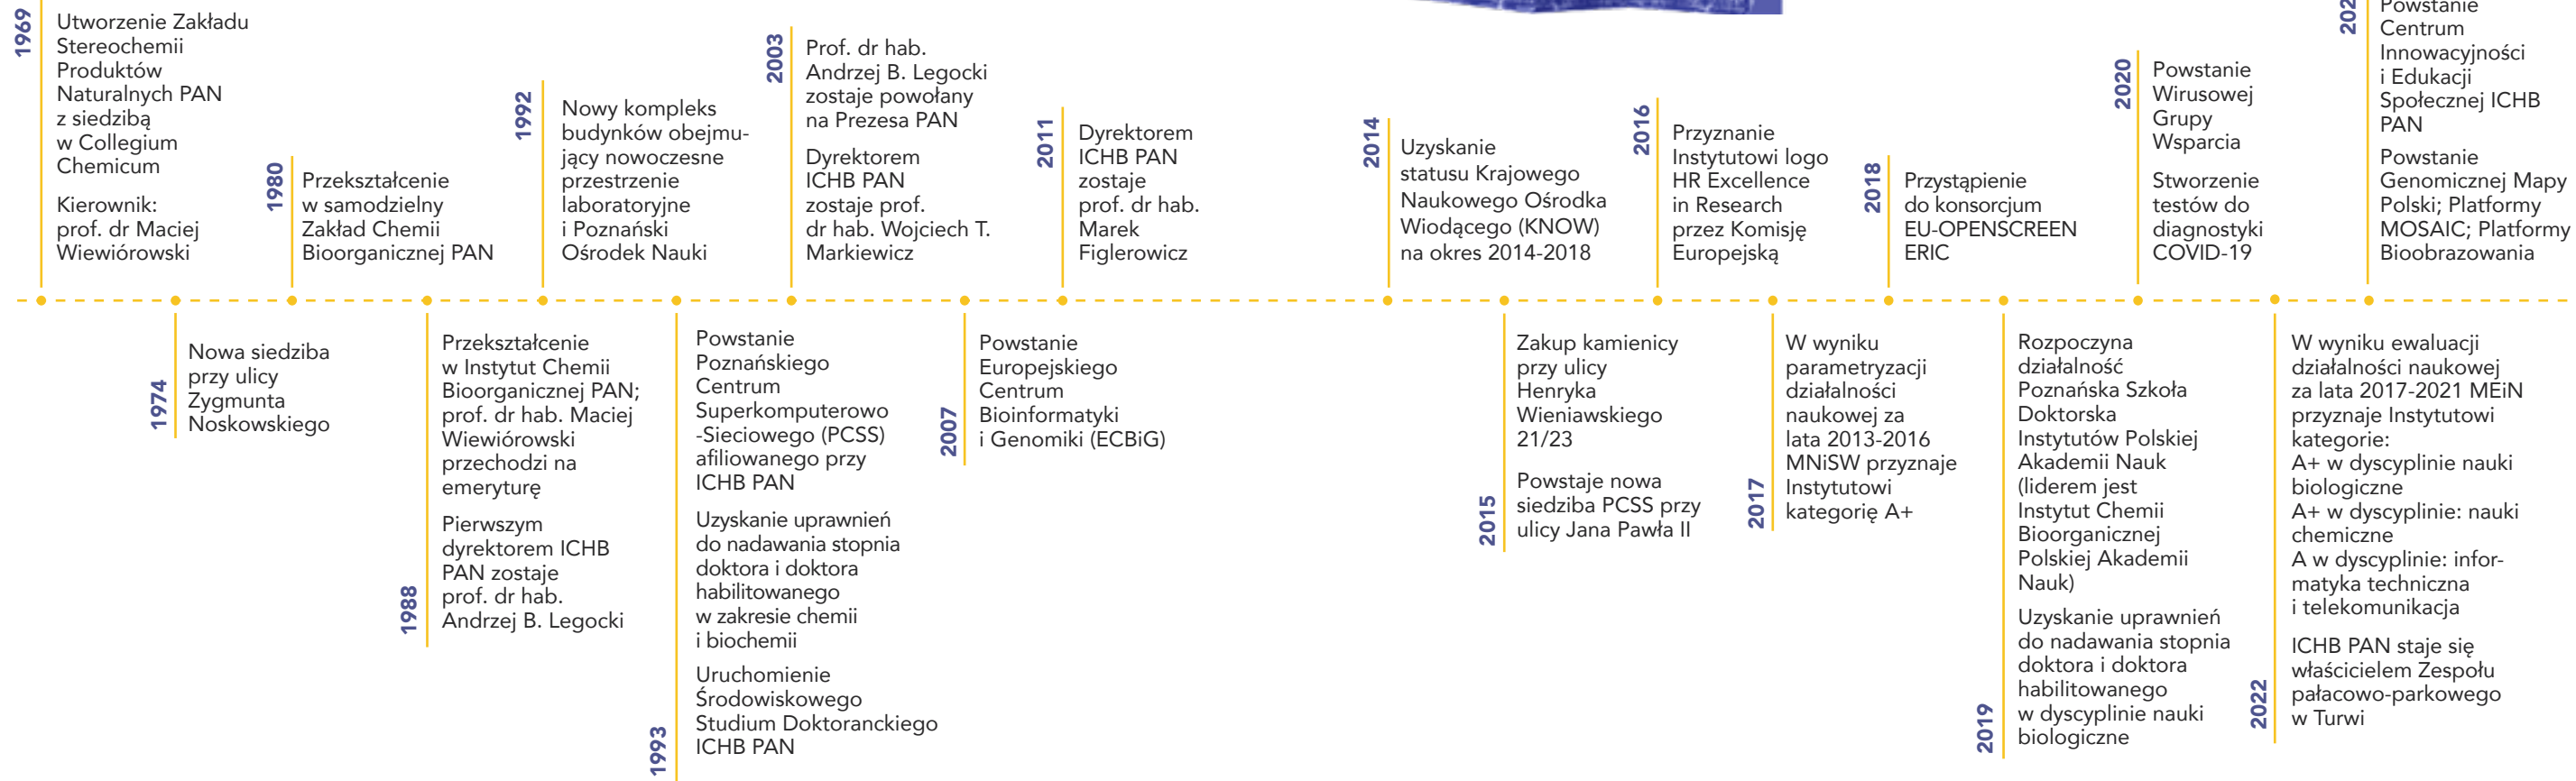 1969
Utworzenie Zakładu
Stereochemii
Produktów
Naturalnych PAN
z siedzibą
w Collegium
Chemicum
Kierownik:
prof. dr Maciej
Wiewiórowski
1974
Nowa siedziba
przy ulicy
Zygmunta
Noskowskiego
1980
Przekształcenie
w samodzielny
Zakład Chemii
Bioorganicznej PAN
1988
Przekształcenie
w Instytut Chemii
Bioorganicznej PAN;
prof. dr hab. Maciej
Wiewiórowski
przechodzi na
emeryturę
Pierwszym
dyrektorem ICHB
PAN zostaje
prof. dr hab.
Andrzej B. Legocki
1992
Nowy kompleks
budynków obejmu-
jący nowoczesne
przestrzenie
laboratoryjne
i Poznański
Ośrodek Nauki
1993
Powstanie
Poznańskiego
Centrum
Superkomputerowo
-Sieciowego (PCSS)
afiliowanego przy
ICHB PAN
Uzyskanie uprawnień
do nadawania stopnia
doktora i doktora
habilitowanego
w zakresie chemii
i biochemii
Uruchomienie
Środowiskowego
Studium Doktoranckiego
ICHB PAN
2003
Prof. dr hab.
Andrzej B. Legocki
zostaje powołany
na Prezesa PAN
Dyrektorem
ICHB PAN
zostaje prof.
dr hab. Wojciech T.
Markiewicz
2007
Powstanie
Europejskiego
Centrum
Bioinformatyki
i Genomiki (ECBiG)
2011
Dyrektorem
ICHB PAN
zostaje
prof. dr hab.
Marek
Figlerowicz
2014
Uzyskanie
statusu Krajowego
Naukowego Ośrodka
Wiodącego (KNOW)
na okres 2014-2018
2015
Zakup kamienicy
przy ulicy
Henryka
Wieniawskiego
21/23
Powstaje nowa
siedziba PCSS przy
ulicy Jana Pawła II
2016
Przyznanie
Instytutowi logo
HR Excellence
in Research
przez Komisję
Europejską
2017
W wyniku
parametryzacji
działalności
naukowej za
lata 2013-2016
MNiSW przyznaje
Instytutowi
kategorię A+
2018
Przystąpienie
do konsorcjum
EU-OPENSCREEN
ERIC
2019
Rozpoczyna
działalność
Poznańska Szkoła
Doktorska
Instytutów Polskiej
Akademii Nauk
(liderem jest
Instytut Chemii
Bioorganicznej
Polskiej Akademii
Nauk)
Uzyskanie uprawnień
do nadawania stopnia
doktora i doktora
habilitowanego
w dyscyplinie nauki
biologiczne
2020
Powstanie
Wirusowej
Grupy
Wsparcia
Stworzenie
testów do
diagnostyki
COVID-19
2022
W wyniku ewaluacji
działalności naukowej
za lata 2017-2021 MEiN
przyznaje Instytutowi
kategorie:
A+ w dyscyplinie nauki
biologiczne
A+ w dyscyplinie: nauki
chemiczne
A w dyscyplinie: infor-
matyka techniczna
i telekomunikacja
ICHB PAN staje się
właścicielem Zespołu
pałacowo-parkowego
w Turwi
Powstanie
Centrum
Innowacyjności
i Edukacji
Społecznej ICHB
PAN
Powstanie
Genomicznej Mapy
Polski; Platformy
MOSAIC; Platformy
Bioobrazowania